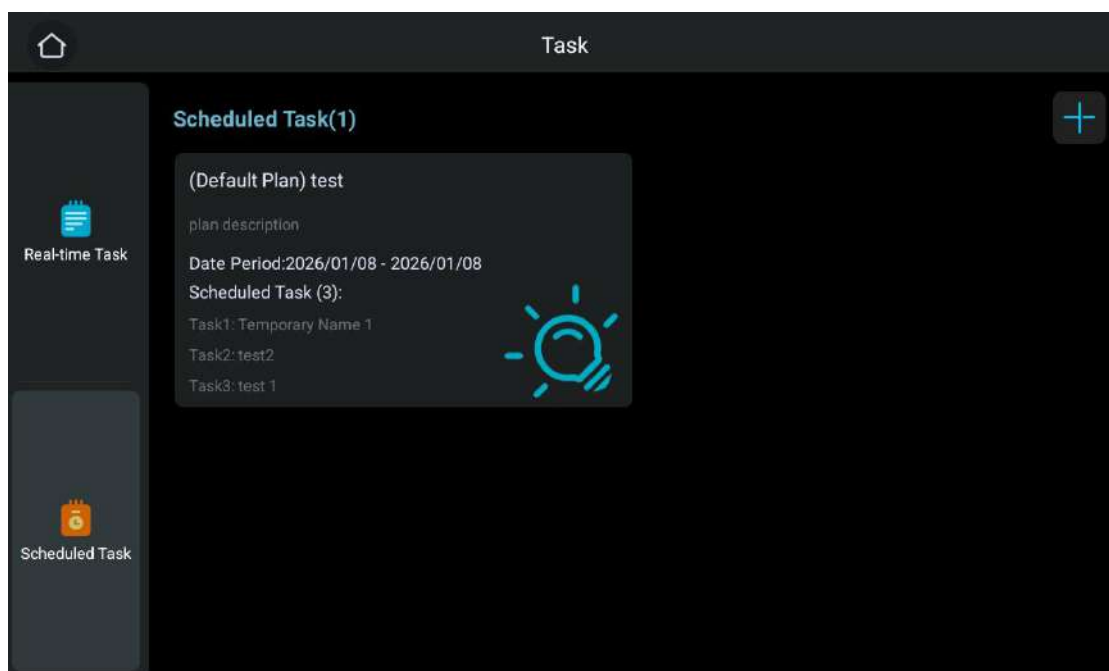 Task
Real-time Task
Scheduled Task
Scheduled Task(1)
(Default Plan) test
plan description
Date Period:2026/01/08 - 2026/01/08
Scheduled Task (3):
Task1: Temporary Name 1
Task2: test2
Task3: test 1